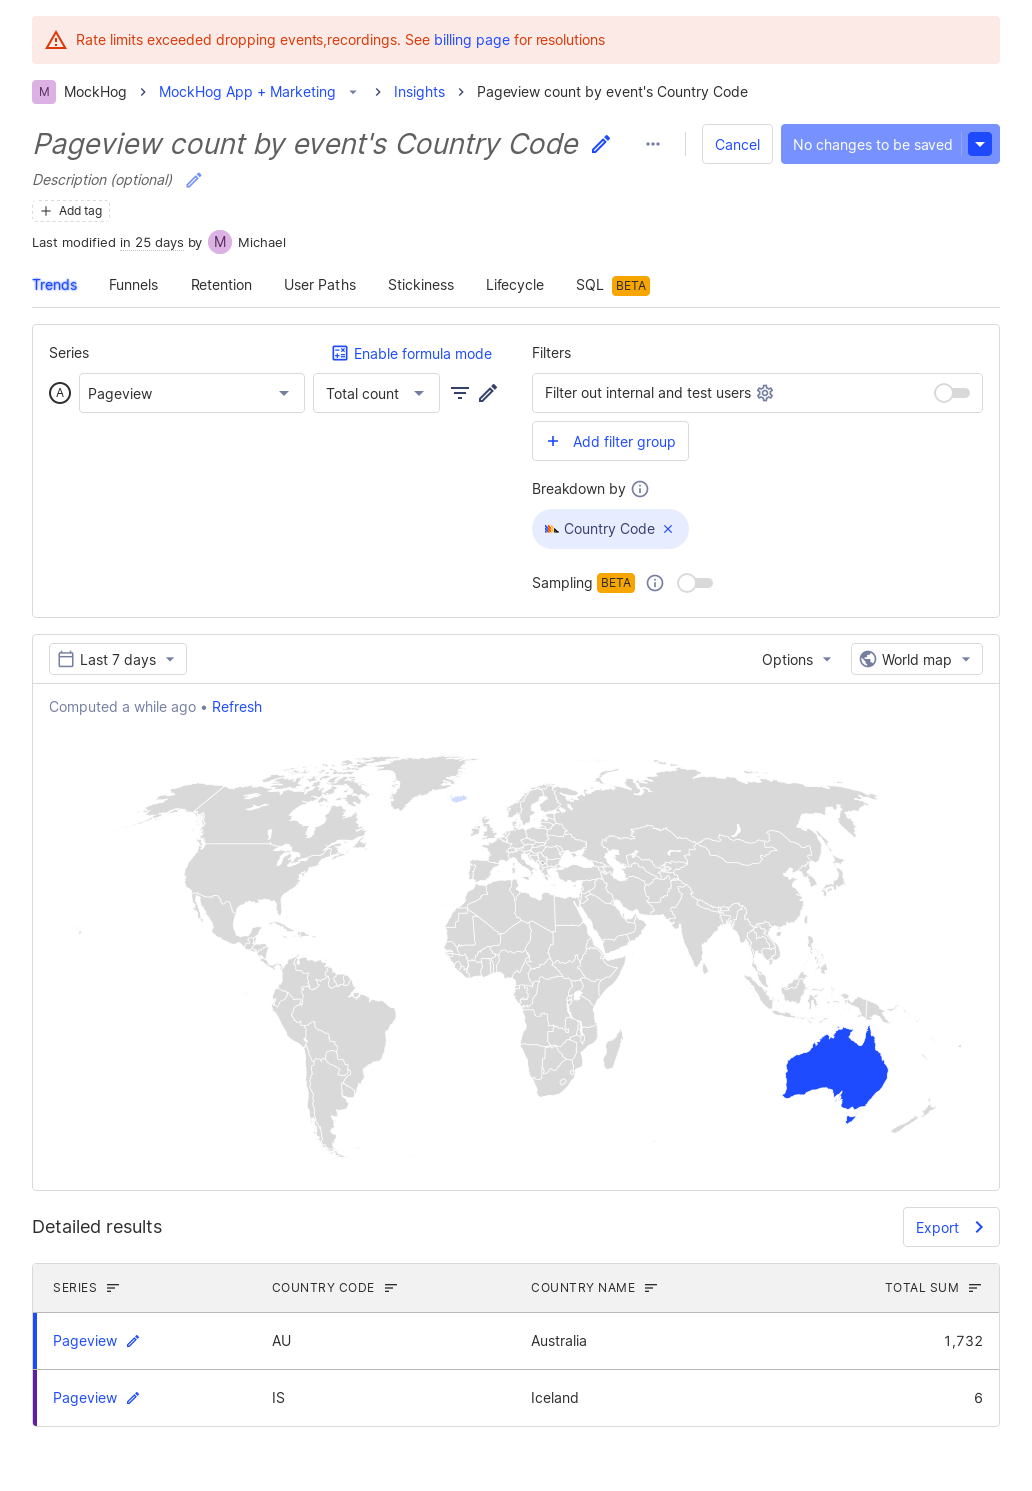 Rate limits exceeded dropping events,recordings. See billing page for resolutions
M MockHog MockHog App + Marketing Insights Pageview count by event's Country Code
Pageview count by event's Country Code
Cancel
No changes to be saved
Description (optional)
Add tag
Last modified in 25 days by M Michael
Trends Funnels Retention User Paths Stickiness Lifecycle SQL BETA
Series
Enable formula mode
A Pageview Total count
Filters
Filter out internal and test users
Add filter group
Breakdown by
Country Code
Sampling BETA
Last 7 days
Options
World map
Computed a while ago • Refresh
Detailed results
Export
SERIES COUNTRY CODE COUNTRY NAME TOTAL SUM
Pageview AU Australia 1,732
Pageview IS Iceland 6